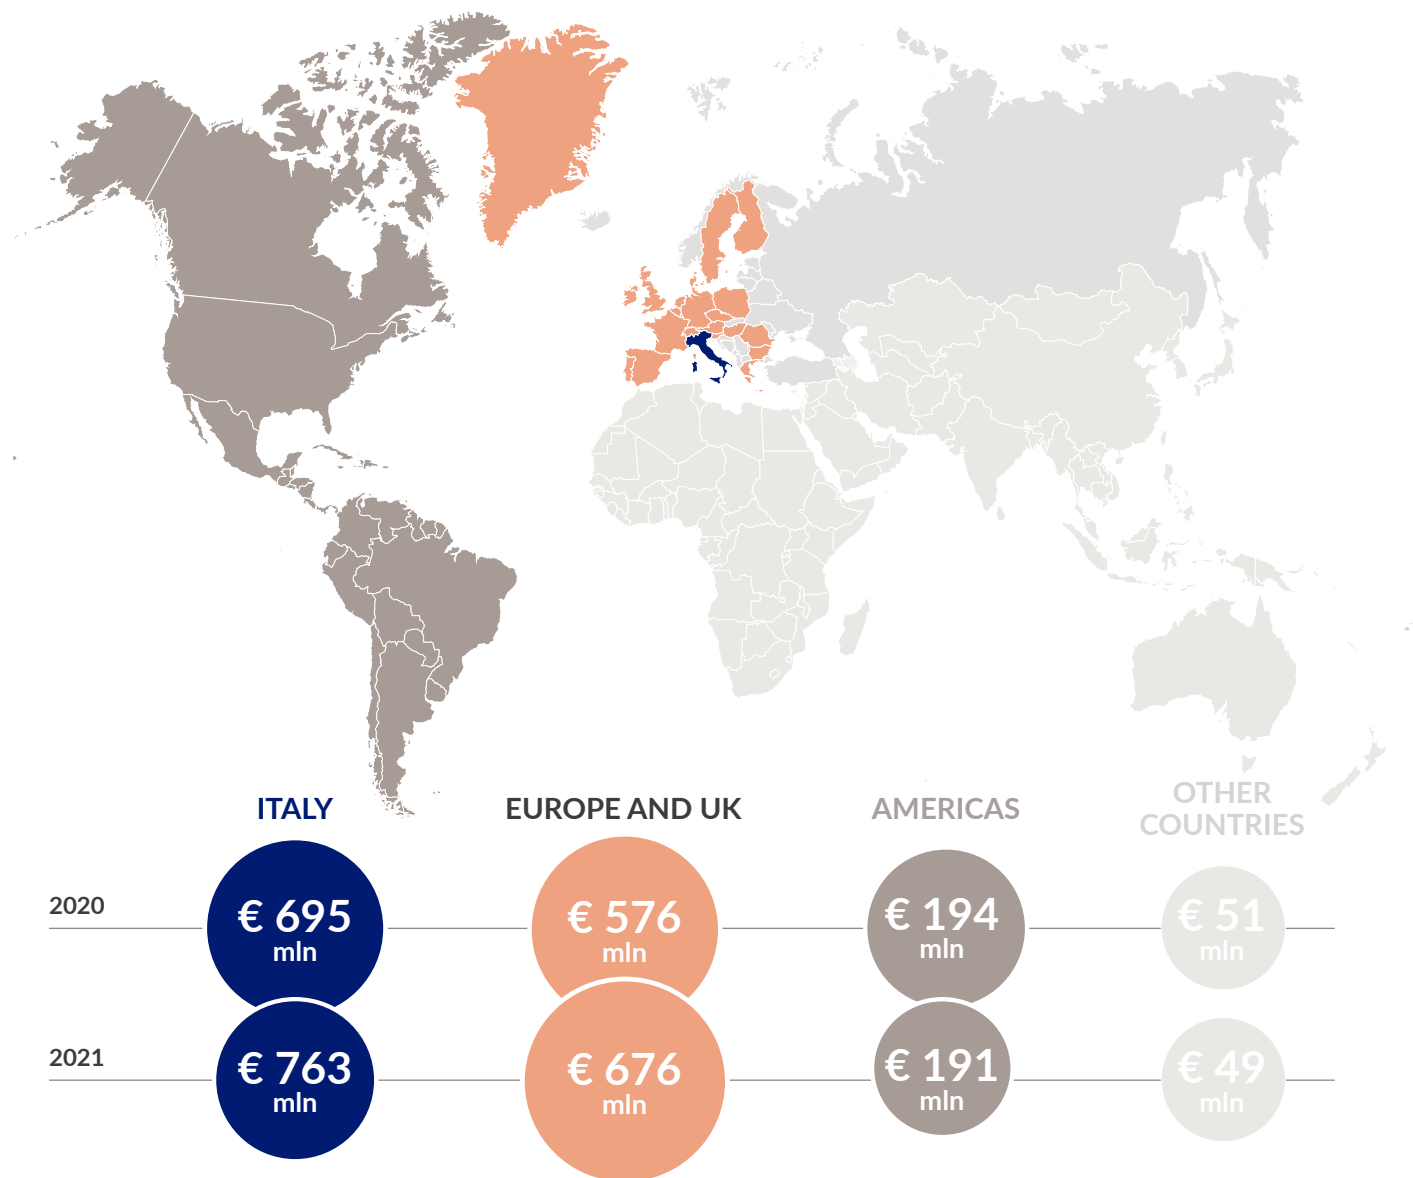 ITALY
EUROPE AND UK
AMERICAS
OTHER
COUNTRIES
2020
€ 695
mln
€ 576
mln
€ 194
mln
€ 51
mln
2021
€ 763
mln
€ 676
mln
€ 191
mln
€ 49
mln